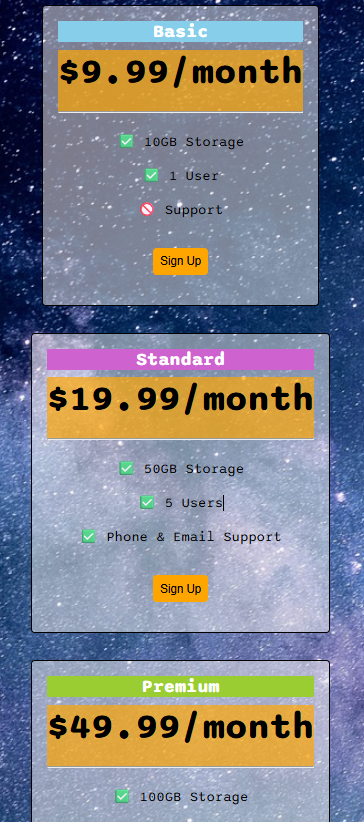 Basic
$9.99/month
✅ 10GB Storage
✅ 1 User
🚫 Support
Sign Up
Standard
$19.99/month
✅ 50GB Storage
✅ 5 Users
✅ Phone & Email Support
Sign Up
Premium
$49.99/month
✅ 100GB Storage